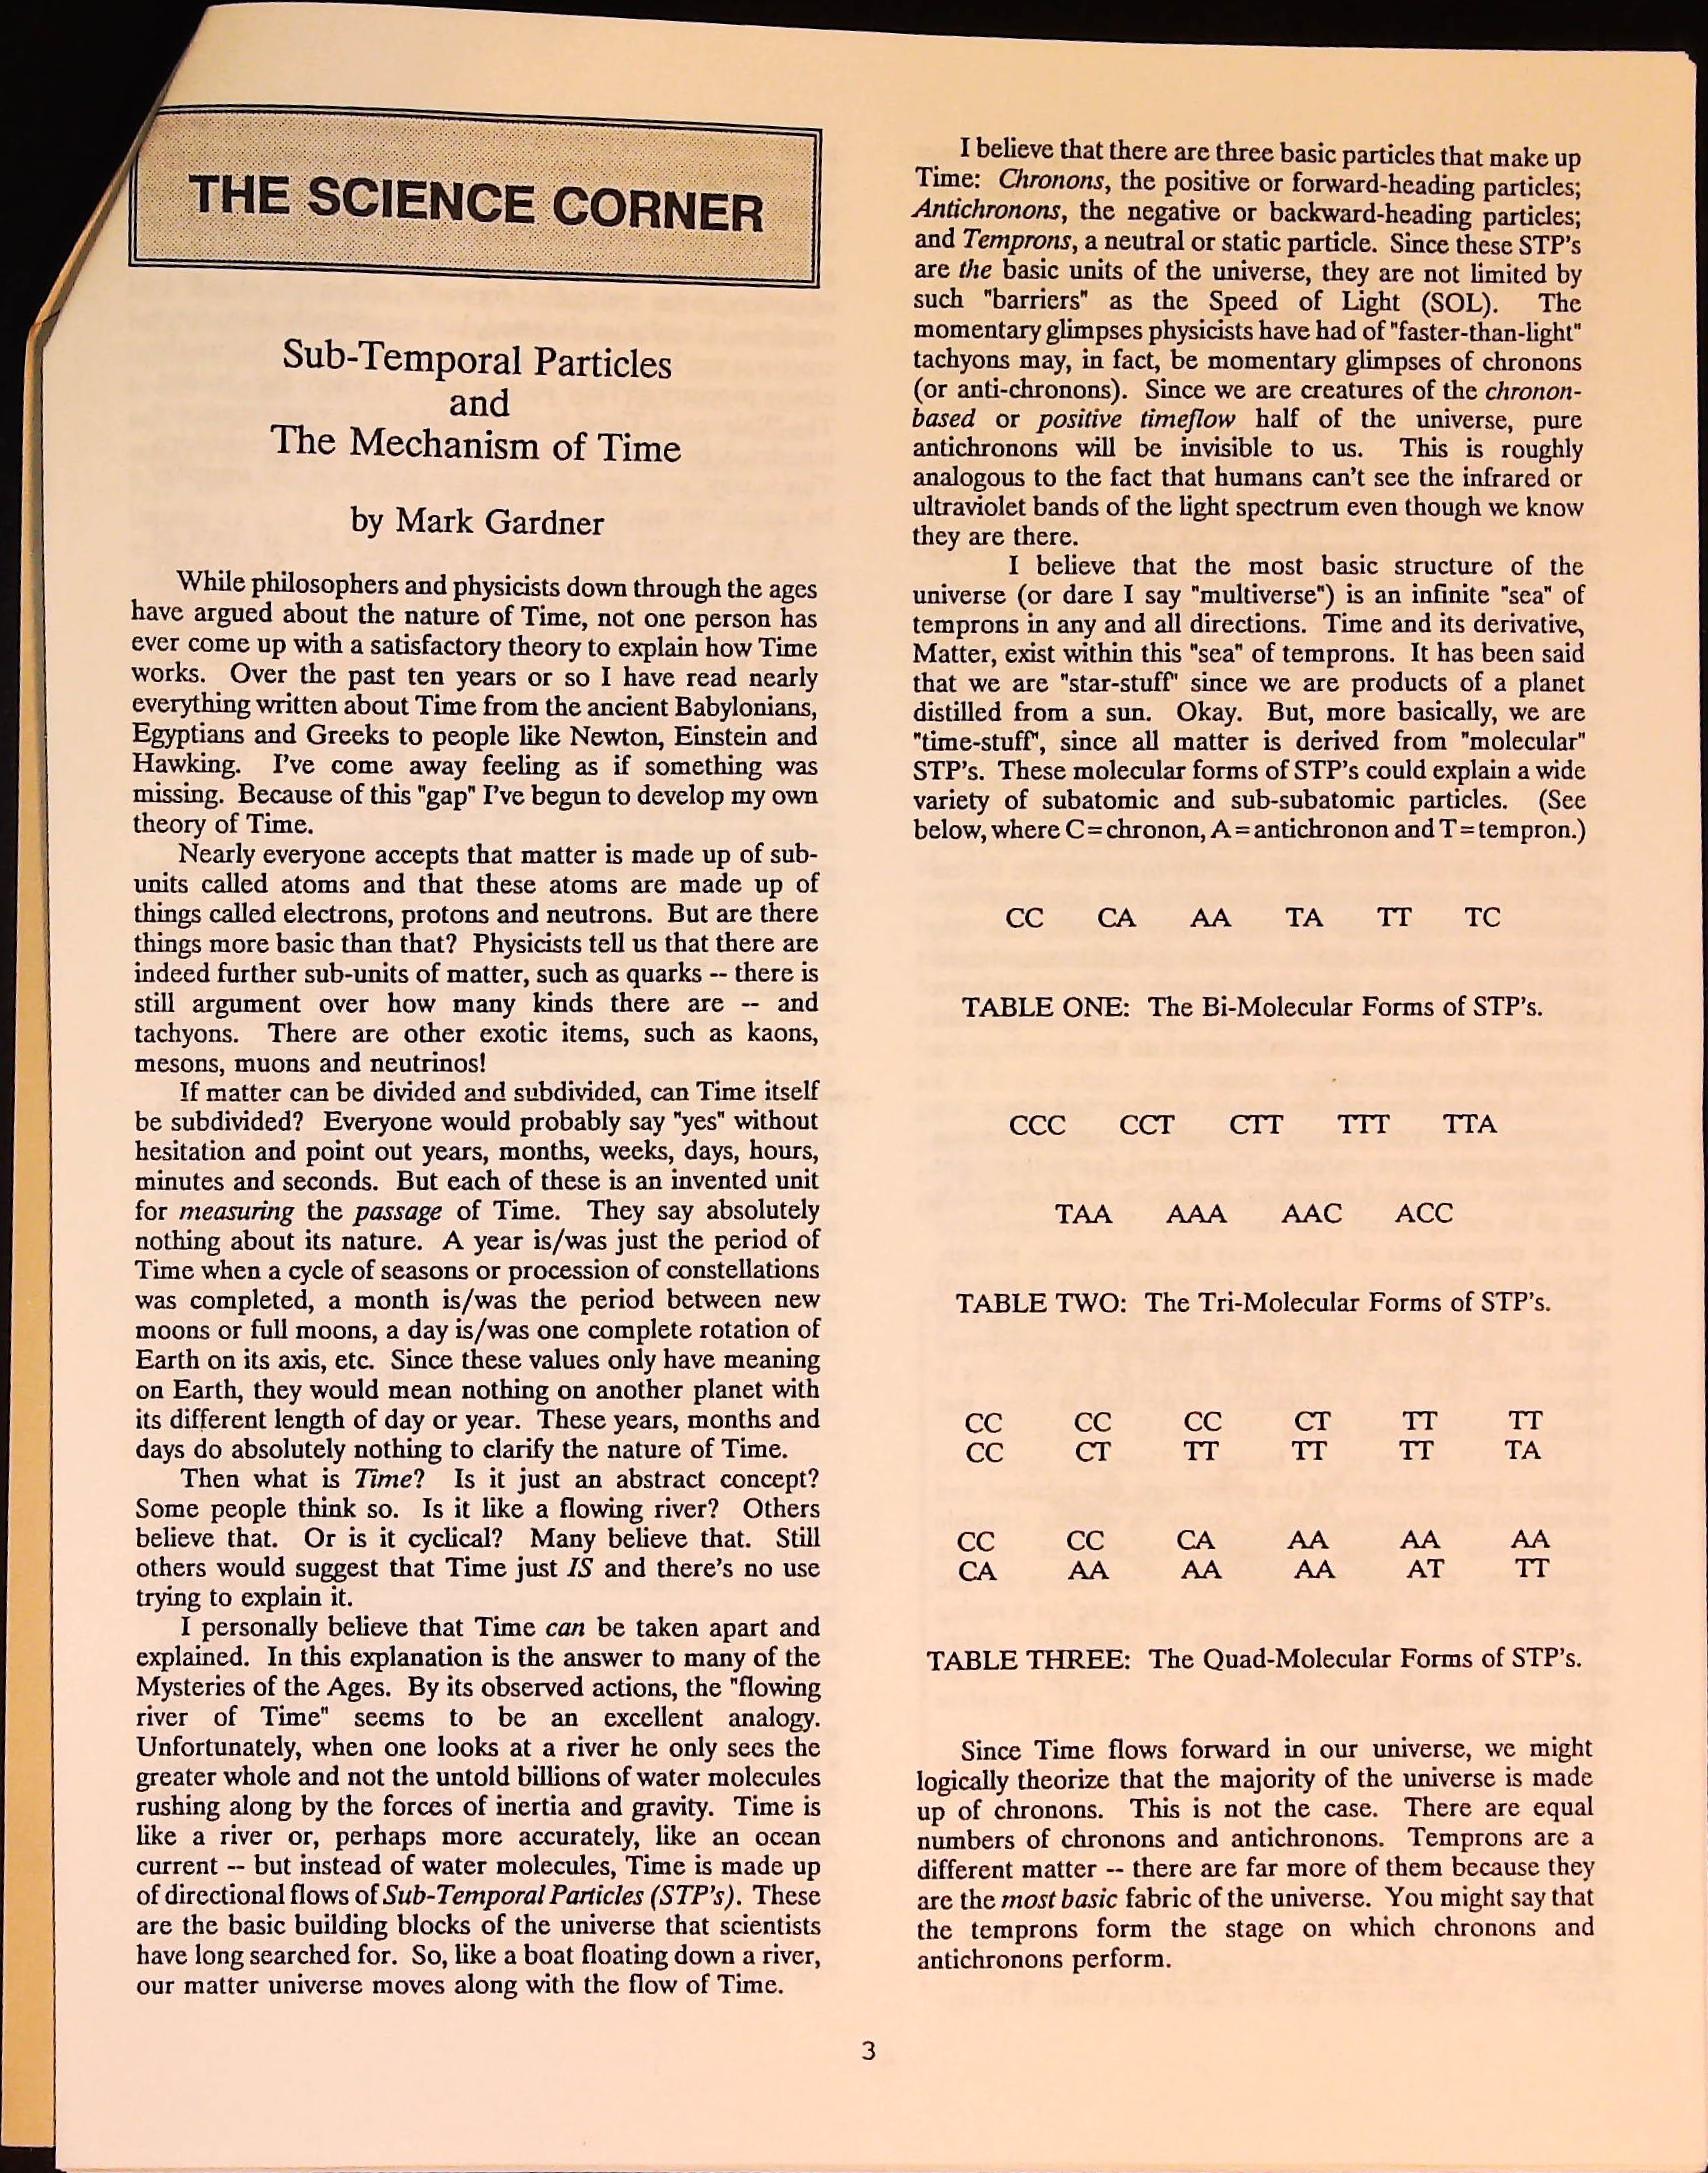 THE SCIENCE CORNER
Sub-Temporal Particles
and
The Mechanism of Time
by Mark Gardner
While philosophers and physicists down through the ages
have argued about the nature of Time, not one person has
ever come up with a satisfactory theory to explain how Time
works. Over the past ten years or so I have read nearly
everything written about Time from the ancient Babylonians,
Egyptians and Greeks to people like Newton, Einstein and
Hawking. I've come away feeling as if something was
missing. Because of this "gap" I've begun to develop my own
theory of Time.
Nearly everyone accepts that matter is made up of sub-
units called atoms and that these atoms are made up of
things called electrons, protons and neutrons. But are there
things more basic than that? Physicists tell us that there are
indeed further sub-units of matter, such as quarks -- there is
still argument over how many kinds there are -- and
tachyons. There are other exotic items, such as kaons,
mesons, muons and neutrinos!
If matter can be divided and subdivided, can Time itself
be subdivided? Everyone would probably say "yes" without
hesitation and point out years, months, weeks, days, hours,
minutes and seconds. But each of these is an invented unit
for measuring the passage of Time. They say absolutely
nothing about its nature. A year is/was just the period of
Time when a cycle of seasons or procession of constellations
was completed, a month is/was the period between new
moons or full moons, a day is/was one complete rotation of
Earth on its axis, etc. Since these values only have meaning
on Earth, they would mean nothing on another planet with
its different length of day or year. These years, months and
days do absolutely nothing to clarify the nature of Time.
Then what is Time? Is it just an abstract concept?
Some people think so. Is it like a flowing river? Others
believe that. Or is it cyclical? Many believe that. Still
others would suggest that Time just IS and there's no use
trying to explain it.
I personally believe that Time can be taken apart and
explained. In this explanation is the answer to many of the
Mysteries of the Ages. By its observed actions, the "flowing
river of Time" seems to be an excellent analogy.
Unfortunately, when one looks at a river he only sees the
greater whole and not the untold billions of water molecules
rushing along by the forces of inertia and gravity. Time is
like a river or, perhaps more accurately, like an ocean
current -- but instead of water molecules, Time is made up
of directional flows of Sub-Temporal Particles (STP's). These
are the basic building blocks of the universe that scientists
have long searched for. So, like a boat floating down a river,
our matter universe moves along with the flow of Time.
I believe that there are three basic particles that make up
Time: Chronons, the positive or forward-heading particles;
Antichronons, the negative or backward-heading particles;
and Temprons, a neutral or static particle. Since these STP's
are the basic units of the universe, they are not limited by
such "barriers" as the Speed of Light (SOL). The
momentary glimpses physicists have had of "faster-than-light"
tachyons may, in fact, be momentary glimpses of chronons
(or anti-chronons). Since we are creatures of the chronon-
based or positive timeflow half of the universe, pure
antichronons will be invisible to us. This is roughly
analogous to the fact that humans can't see the infrared or
ultraviolet bands of the light spectrum even though we know
they are there.
I believe that the most basic structure of the
universe (or dare I say "multiverse") is an infinite "sea" of
temprons in any and all directions. Time and its derivative,
Matter, exist within this "sea" of temprons. It has been said
that we are "star-stuff" since we are products of a planet
distilled from a sun. Okay. But, more basically, we are
"time-stuff", since all matter is derived from "molecular"
STP's. These molecular forms of STP's could explain a wide
variety of subatomic and sub-subatomic particles. (See
below, where C=chronon, A=antichronon and T=tempron.)
CC CA AA TA TT TC
TABLE ONE: The Bi-Molecular Forms of STP's.
CCC CCT CTT TTT TTA
TAA AAA AAC ACC
TABLE TWO: The Tri-Molecular Forms of STP's.
CC CC CC CT TT TT
CC CT TT TT TT TA
CC CC CA AA AA AA
CA AA AA AA AT TT
TABLE THREE: The Quad-Molecular Forms of STP's.
Since Time flows forward in our universe, we might
logically theorize that the majority of the universe is made
up of chronons. This is not the case. There are equal
numbers of chronons and antichronons. Temprons are a
different matter -- there are far more of them because they
are the most basic fabric of the universe. You might say that
the temprons form the stage on which chronons and
antichronons perform.
3